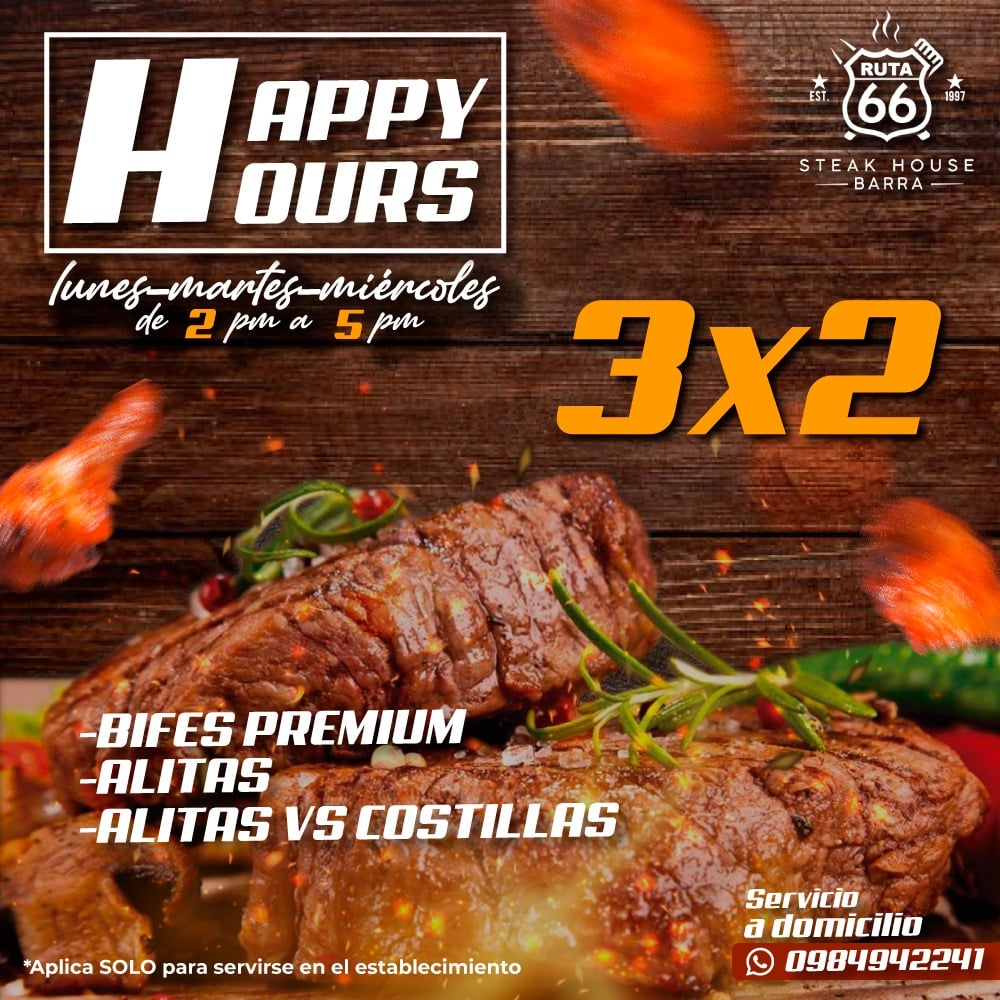 HAPPY
HOURS
lunes-martes-miércoles
de 2 pm a 5 pm
RUTA
66
EST. 1997
STEAK HOUSE
BARRA
3x2
-BIFES PREMIUM
-ALITAS
-ALITAS VS COSTILLAS
Servicio
a domicilio
0984942241
*Aplica SOLO para servirse en el establecimiento